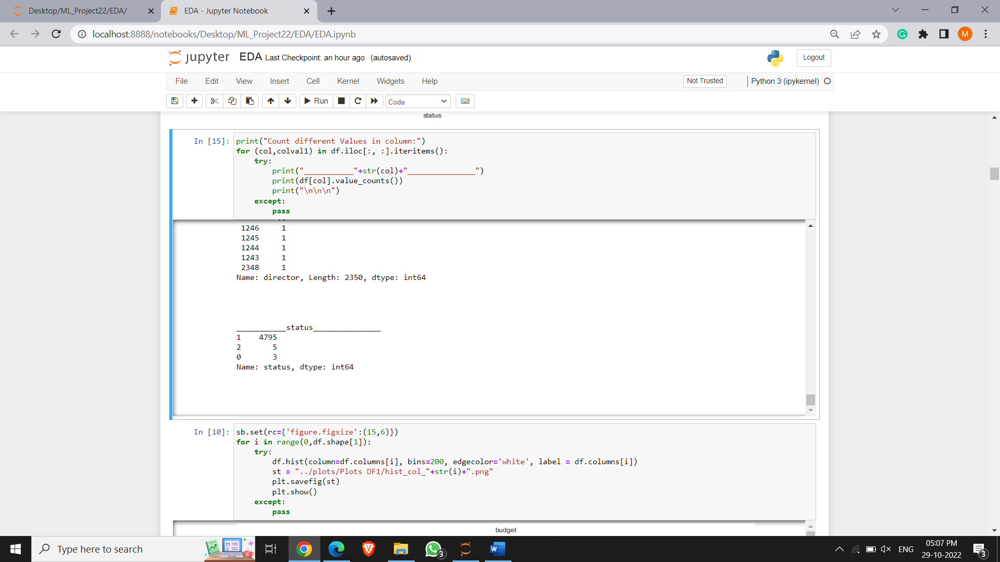 Desktop/ML_Project22/EDA/
EDA - Jupyter Notebook
localhost:8888/notebooks/Desktop/ML_Project22/EDA/EDA.ipynb
M
jupyter EDA Last Checkpoint: an hour ago (autosaved)
Logout
File Edit View Insert Cell Kernel Widgets Help
Not Trusted
Python 3 (ipykernel)
Run
Code
status
In [15]:
print("Count different Values in column:")
for (col,colval1) in df.iloc[:, :].iteritems():
    try:
        print("___________"+str(col)+"_______________")
        print(df[col].value_counts())
        print("\n\n\n")
    except:
        pass
1246     1
1245     1
1244     1
1243     1
2348     1
Name: director, Length: 2350, dtype: int64
___________status_______________
1    4795
2       5
0       3
Name: status, dtype: int64
In [10]:
sb.set(rc={'figure.figsize':(15,6)})
for i in range(0,df.shape[1]):
    try:
        df.hist(column=df.columns[i], bins=200, edgecolor='white', label = df.columns[i])
        st = "../plots/Plots DF1/hist_col_"+str(i)+".png"
        plt.savefig(st)
        plt.show()
    except:
        pass
budget
Type here to search
3
ENG
05:07 PM
29-10-2022
3